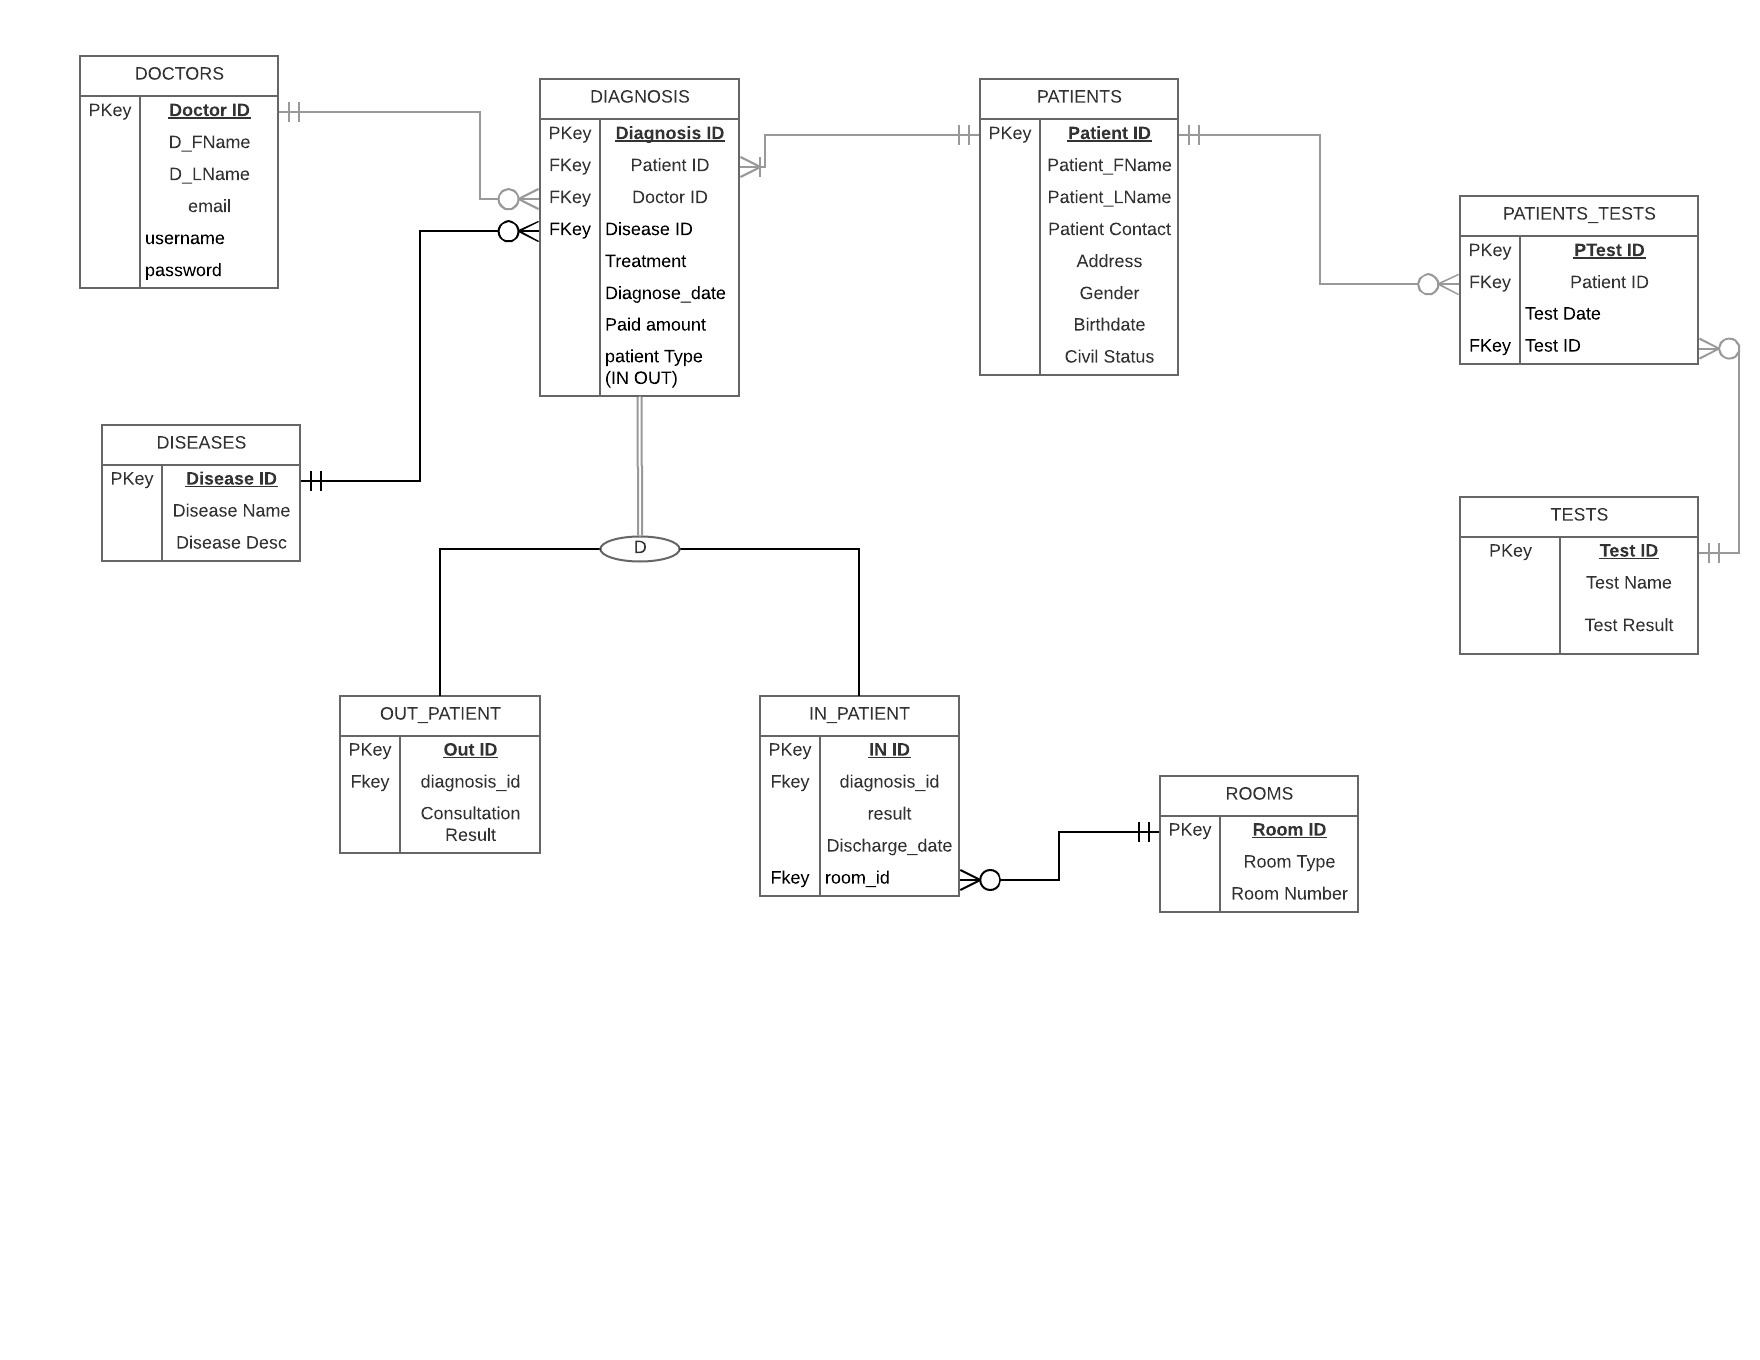 DOCTORS
PKey Doctor ID
D_FName
D_LName
email
username
password
DIAGNOSIS
PKey Diagnosis ID
FKey Patient ID
FKey Doctor ID
FKey Disease ID
Treatment
Diagnose_date
Paid amount
patient Type
(IN OUT)
PATIENTS
PKey Patient ID
Patient_FName
Patient_LName
Patient Contact
Address
Gender
Birthdate
Civil Status
PATIENTS_TESTS
PKey PTest ID
FKey Patient ID
Test Date
FKey Test ID
DISEASES
PKey Disease ID
Disease Name
Disease Desc
TESTS
PKey Test ID
Test Name
Test Result
D
OUT_PATIENT
PKey Out ID
Fkey diagnosis_id
Consultation
Result
IN_PATIENT
PKey IN ID
Fkey diagnosis_id
result
Discharge_date
Fkey room_id
ROOMS
PKey Room ID
Room Type
Room Number